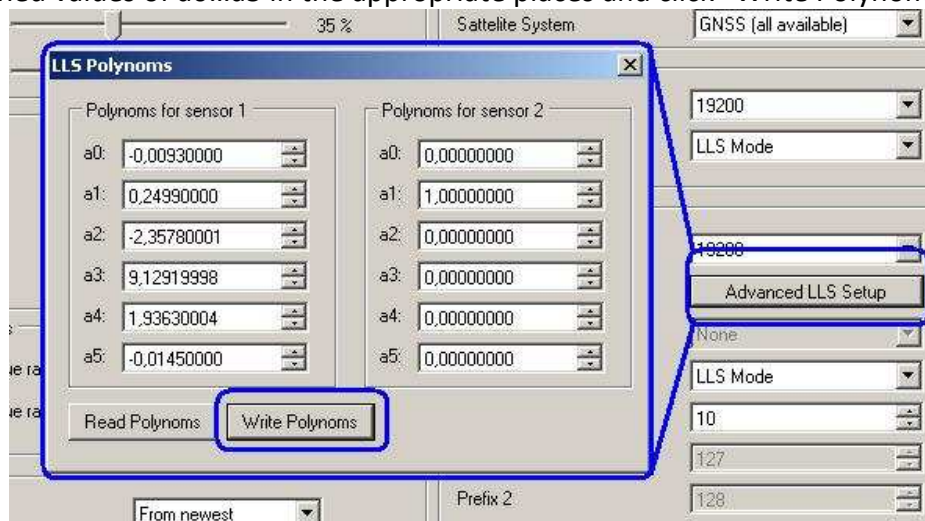 35 %
Sattelite System
GNSS (all available)
LLS Polynoms
Polynoms for sensor 1
Polynoms for sensor 2
19200
a0: -0,00930000
a0: 0,00000000
LLS Mode
a1: 0,24990000
a1: 1,00000000
a2: -2,35780001
a2: 0,00000000
19200
a3: 9,12919998
a3: 0,00000000
Advanced LLS Setup
a4: 1,93630004
a4: 0,00000000
None
a5: -0,01450000
a5: 0,00000000
LLS Mode
Read Polynoms
Write Polynoms
10
127
Prefix 2
128
From newest